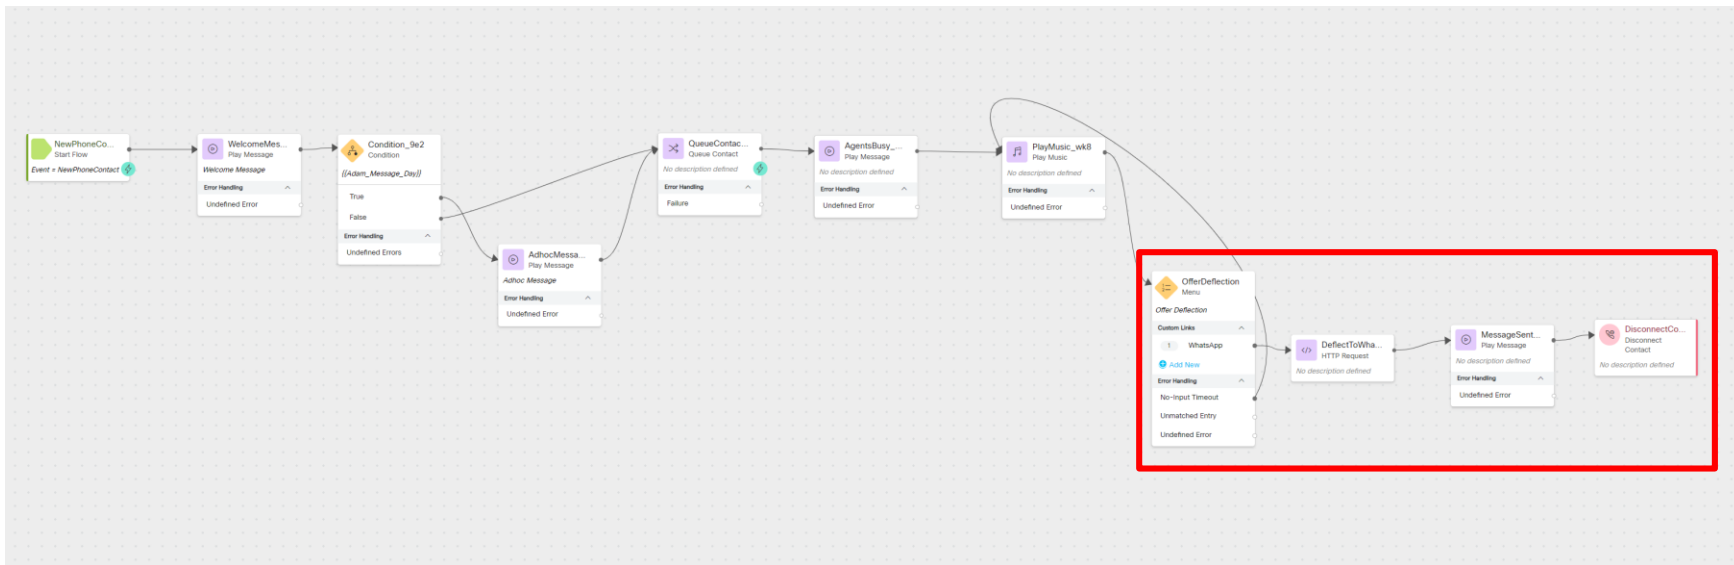 NewPhoneCo...
Start Flow
Event = NewPhoneContact
WelcomeMes...
Play Message
Welcome Message
Error Handling
Undefined Error
Condition_9e2
Condition
{{Adam_Message_Day}}
True
False
Error Handling
Undefined Errors
AdhocMessa...
Play Message
Adhoc Message
Error Handling
Undefined Error
QueueContac...
Queue Contact
No description defined
Error Handling
Failure
AgentsBusy_...
Play Message
No description defined
Error Handling
Undefined Error
PlayMusic_wk8
Play Music
No description defined
Error Handling
Undefined Error
OfferDeflection
Menu
Offer Deflection
Custom Links
1 WhatsApp
Add New
Error Handling
No-Input Timeout
Unmatched Entry
Undefined Error
DeflectToWha...
HTTP Request
No description defined
MessageSent...
Play Message
No description defined
Error Handling
Undefined Error
DisconnectCo...
Disconnect
Contact
No description defined